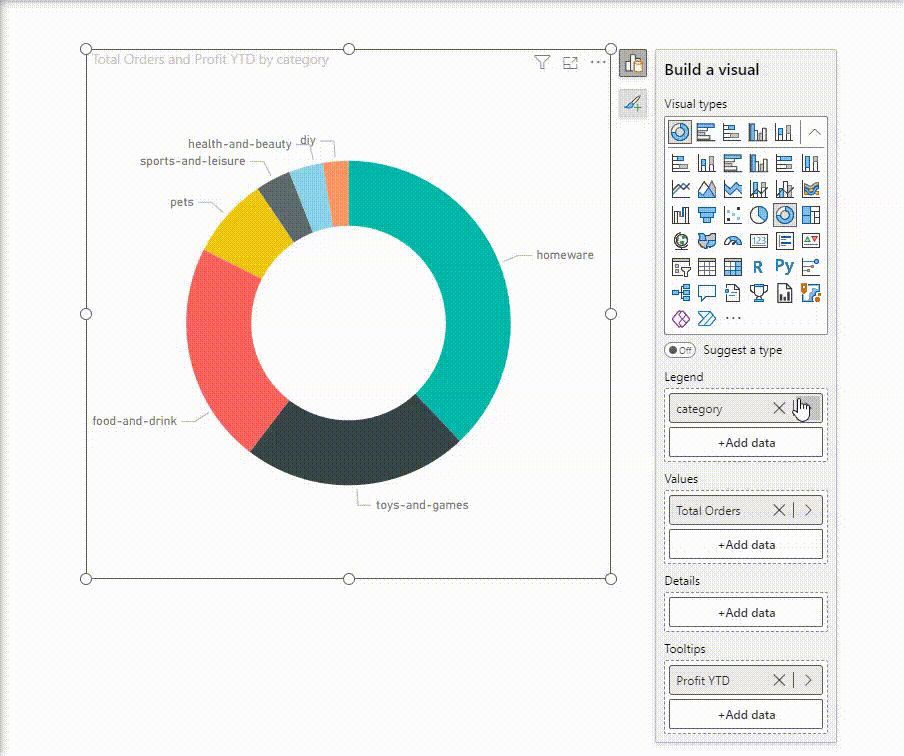 Total Orders and Profit YTD by category
health-and-beauty
diy
sports-and-leisure
pets
homeware
food-and-drink
toys-and-games
Build a visual
Visual types
123
R
Py
Off
Suggest a type
Legend
category
+Add data
Values
Total Orders
+Add data
Details
+Add data
Tooltips
Profit YTD
+Add data